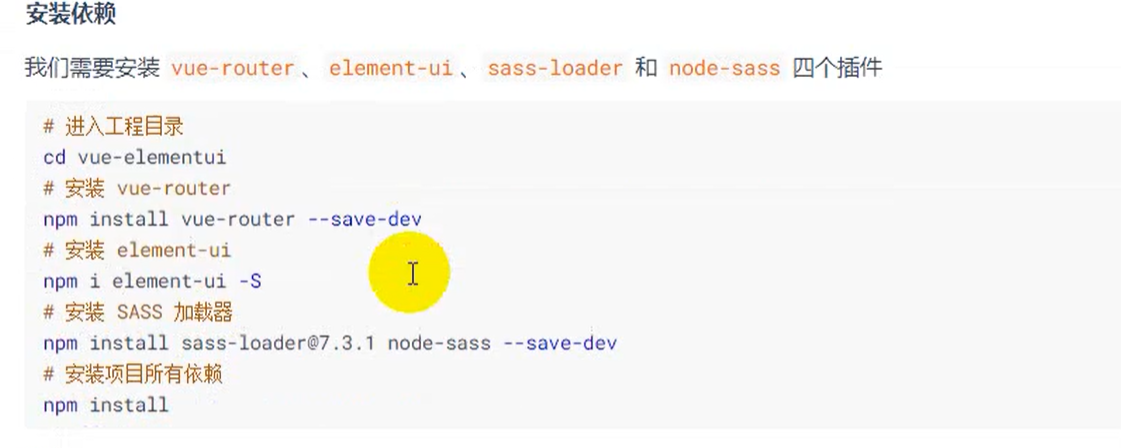 安装依赖
我们需要安装 vue-router 、 element-ui 、 sass-loader 和 node-sass 四个插件
# 进入工程目录
cd vue-elementui
# 安装 vue-router
npm install vue-router --save-dev
# 安装 element-ui
npm i element-ui -S
# 安装 SASS 加载器
npm install sass-loader@7.3.1 node-sass --save-dev
# 安装项目所有依赖
npm install